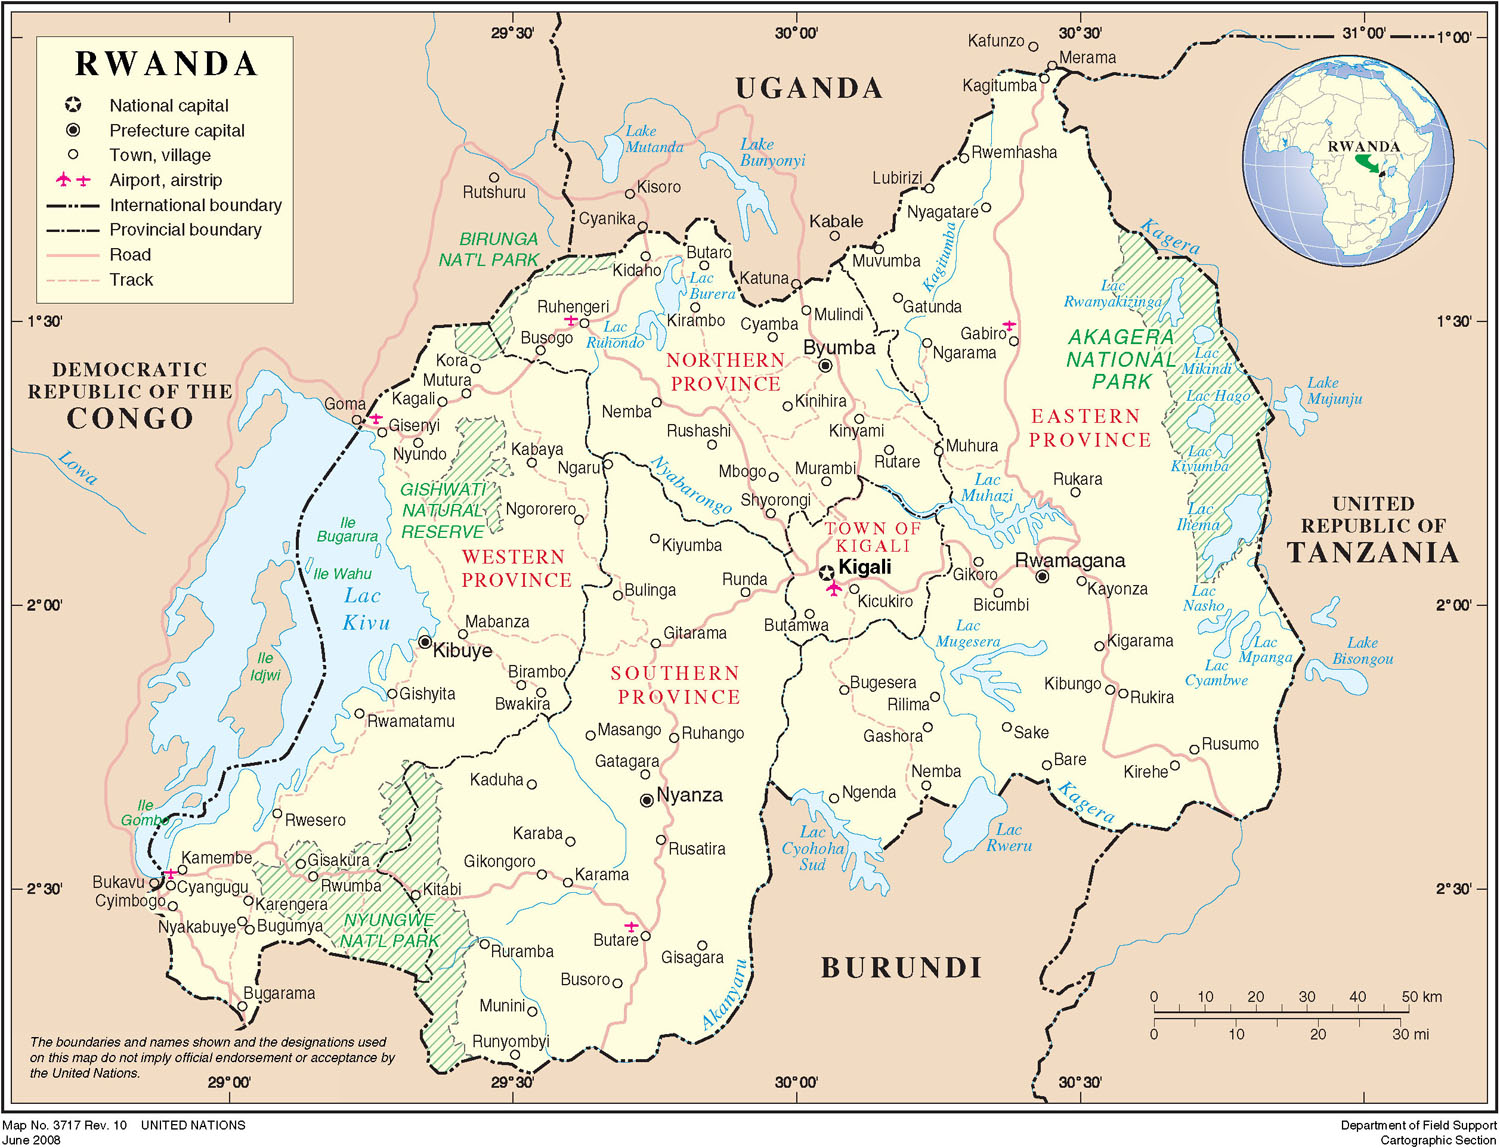 29°30'
30°00'
30°30'
31°00'
1°00'
RWANDA
National capital
Prefecture capital
Town, village
Airport, airstrip
International boundary
Provincial boundary
Road
Track
UGANDA
Kafunzo
Merama
Kagitumba
RWANDA
Lake
Mutanda
Lake
Bunyonyi
Rutshuru
Kisoro
Cyanika
Rwemhasha
Lubirizi
Nyagatare
Kabale
Kagitumba
Kagera
BIRUNGA
NAT'L PARK
Kidaho
Butaro
Katuna
Muvumba
Lac
Burera
Lac
Rwanyakizinga
Ruhengeri
Kirambo
Mulindi
Gatunda
1°30'
1°30'
Busogo
Lac
Ruhondo
Cyamba
Gabiro
Ngarama
AKAGERA
NATIONAL
PARK
Byumba
NORTHERN
PROVINCE
Lac
Mikindi
Kora
Mutura
Kagali
DEMOCRATIC
REPUBLIC OF THE
CONGO
Goma
Gisenyi
Nyundo
Nemba
Kinihira
Lac Hago
Lake
Mujunju
EASTERN
PROVINCE
Rushashi
Kinyami
Muhura
Kabaya
Ngaru
Mbogo
Murambi
Rutare
Lac
Kiyumba
Lowa
Nyabarongo
GISHWATI
NATURAL
RESERVE
Rukara
Lac
Muhazi
Ngororero
Shyorongi
Lac
Ihema
UNITED
REPUBLIC OF
TANZANIA
Ile
Bugarura
TOWN OF
KIGALI
Kiyumba
WESTERN
PROVINCE
Kigali
Rwamagana
Gikoro
Kayonza
Ile Wahu
Runda
Bulinga
Kicukiro
Bicumbi
Lac
Nasho
Lac
Kivu
2°00'
2°00'
Mabanza
Gitarama
Butamwa
Lac
Mugesera
Kigarama
Lac
Mpanga
Lake
Bisongou
Kibuye
Ile
Idjwi
Lac
Cyambwe
SOUTHERN
PROVINCE
Birambo
Bwakira
Gishyita
Bugesera
Rilima
Kibungo
Rukira
Rwamatamu
Masango
Ruhango
Gashora
Sake
Rusumo
Gatagara
Kaduha
Nemba
Bare
Kirehe
Nyanza
Ngenda
Kagera
Ile
Gombo
Rwesero
Karaba
Rusatira
Lac
Cyohoha
Sud
Lac
Rweru
Kamembe
Gisakura
Gikongoro
Karama
Bukavu
Cyangugu
Rwumba
Kitabi
2°30'
2°30'
Cyimbogo
Karengera
Nyakabuye
Bugumya
NYUNGWE
NAT'L PARK
Butare
Ruramba
Gisagara
BURUNDI
Busoro
Akanyaru
Bugarama
Munini
0 10 20 30 40 50 km
0 10 20 30 mi
Runyombyi
The boundaries and names shown and the designations used
on this map do not imply official endorsement or acceptance by
the United Nations.
29°00'
29°30'
30°00'
30°30'
Map No. 3717 Rev. 10 UNITED NATIONS
June 2008
Department of Field Support
Cartographic Section